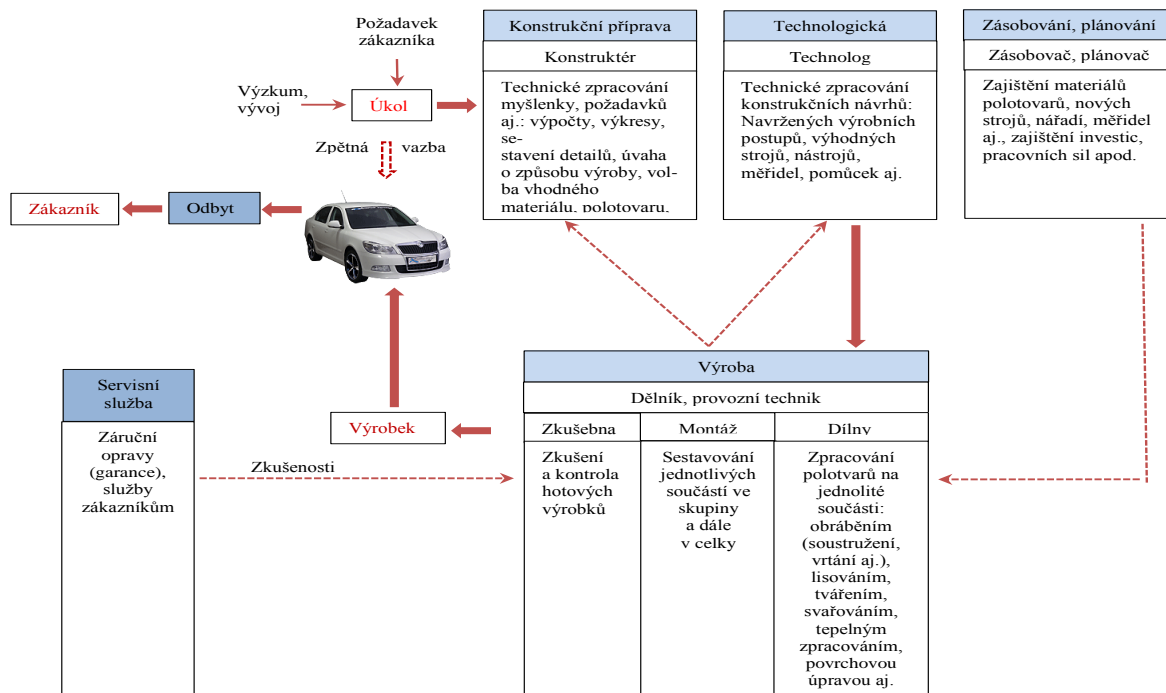 Požadavek
zákazníka
Výzkum,
vývoj
Úkol
Zpětná vazba
Zákazník
Odbyt
Konstrukční příprava
Konstruktér
Technické zpracování
myšlenky, požadavků
aj.: výpočty, výkresy,
se-
stavení detailů, úvaha
o způsobu výroby, vol-
ba vhodného
materiálu, polotovaru,
Technologická
Technolog
Technické zpracování
konstrukčních návrhů:
Navržených výrobních
postupů, výhodných
strojů, nástrojů,
měřidel, pomůcek aj.
Zásobování, plánování
Zásobovač, plánovač
Zajištění materiálů
polotovarů, nových
strojů, nářadí, měřidel
aj., zajištění investic,
pracovních sil apod.
Servisní
služba
Záruční
opravy
(garance),
služby
zákazníkům
Zkušenosti
Výrobek
Výroba
Dělník, provozní technik
Zkušebna
Zkušení
a kontrola
hotových
výrobků
Montáž
Sestavování
jednotlivých
součástí ve
skupiny
a dále
v celky
Dílny
Zpracování
polotvarů na
jednolité
součásti:
obráběním
(soustružení,
vrtání aj.),
lisováním,
tvářením,
svařováním,
tepelným
zpracováním,
povrchovou
úpravou aj.